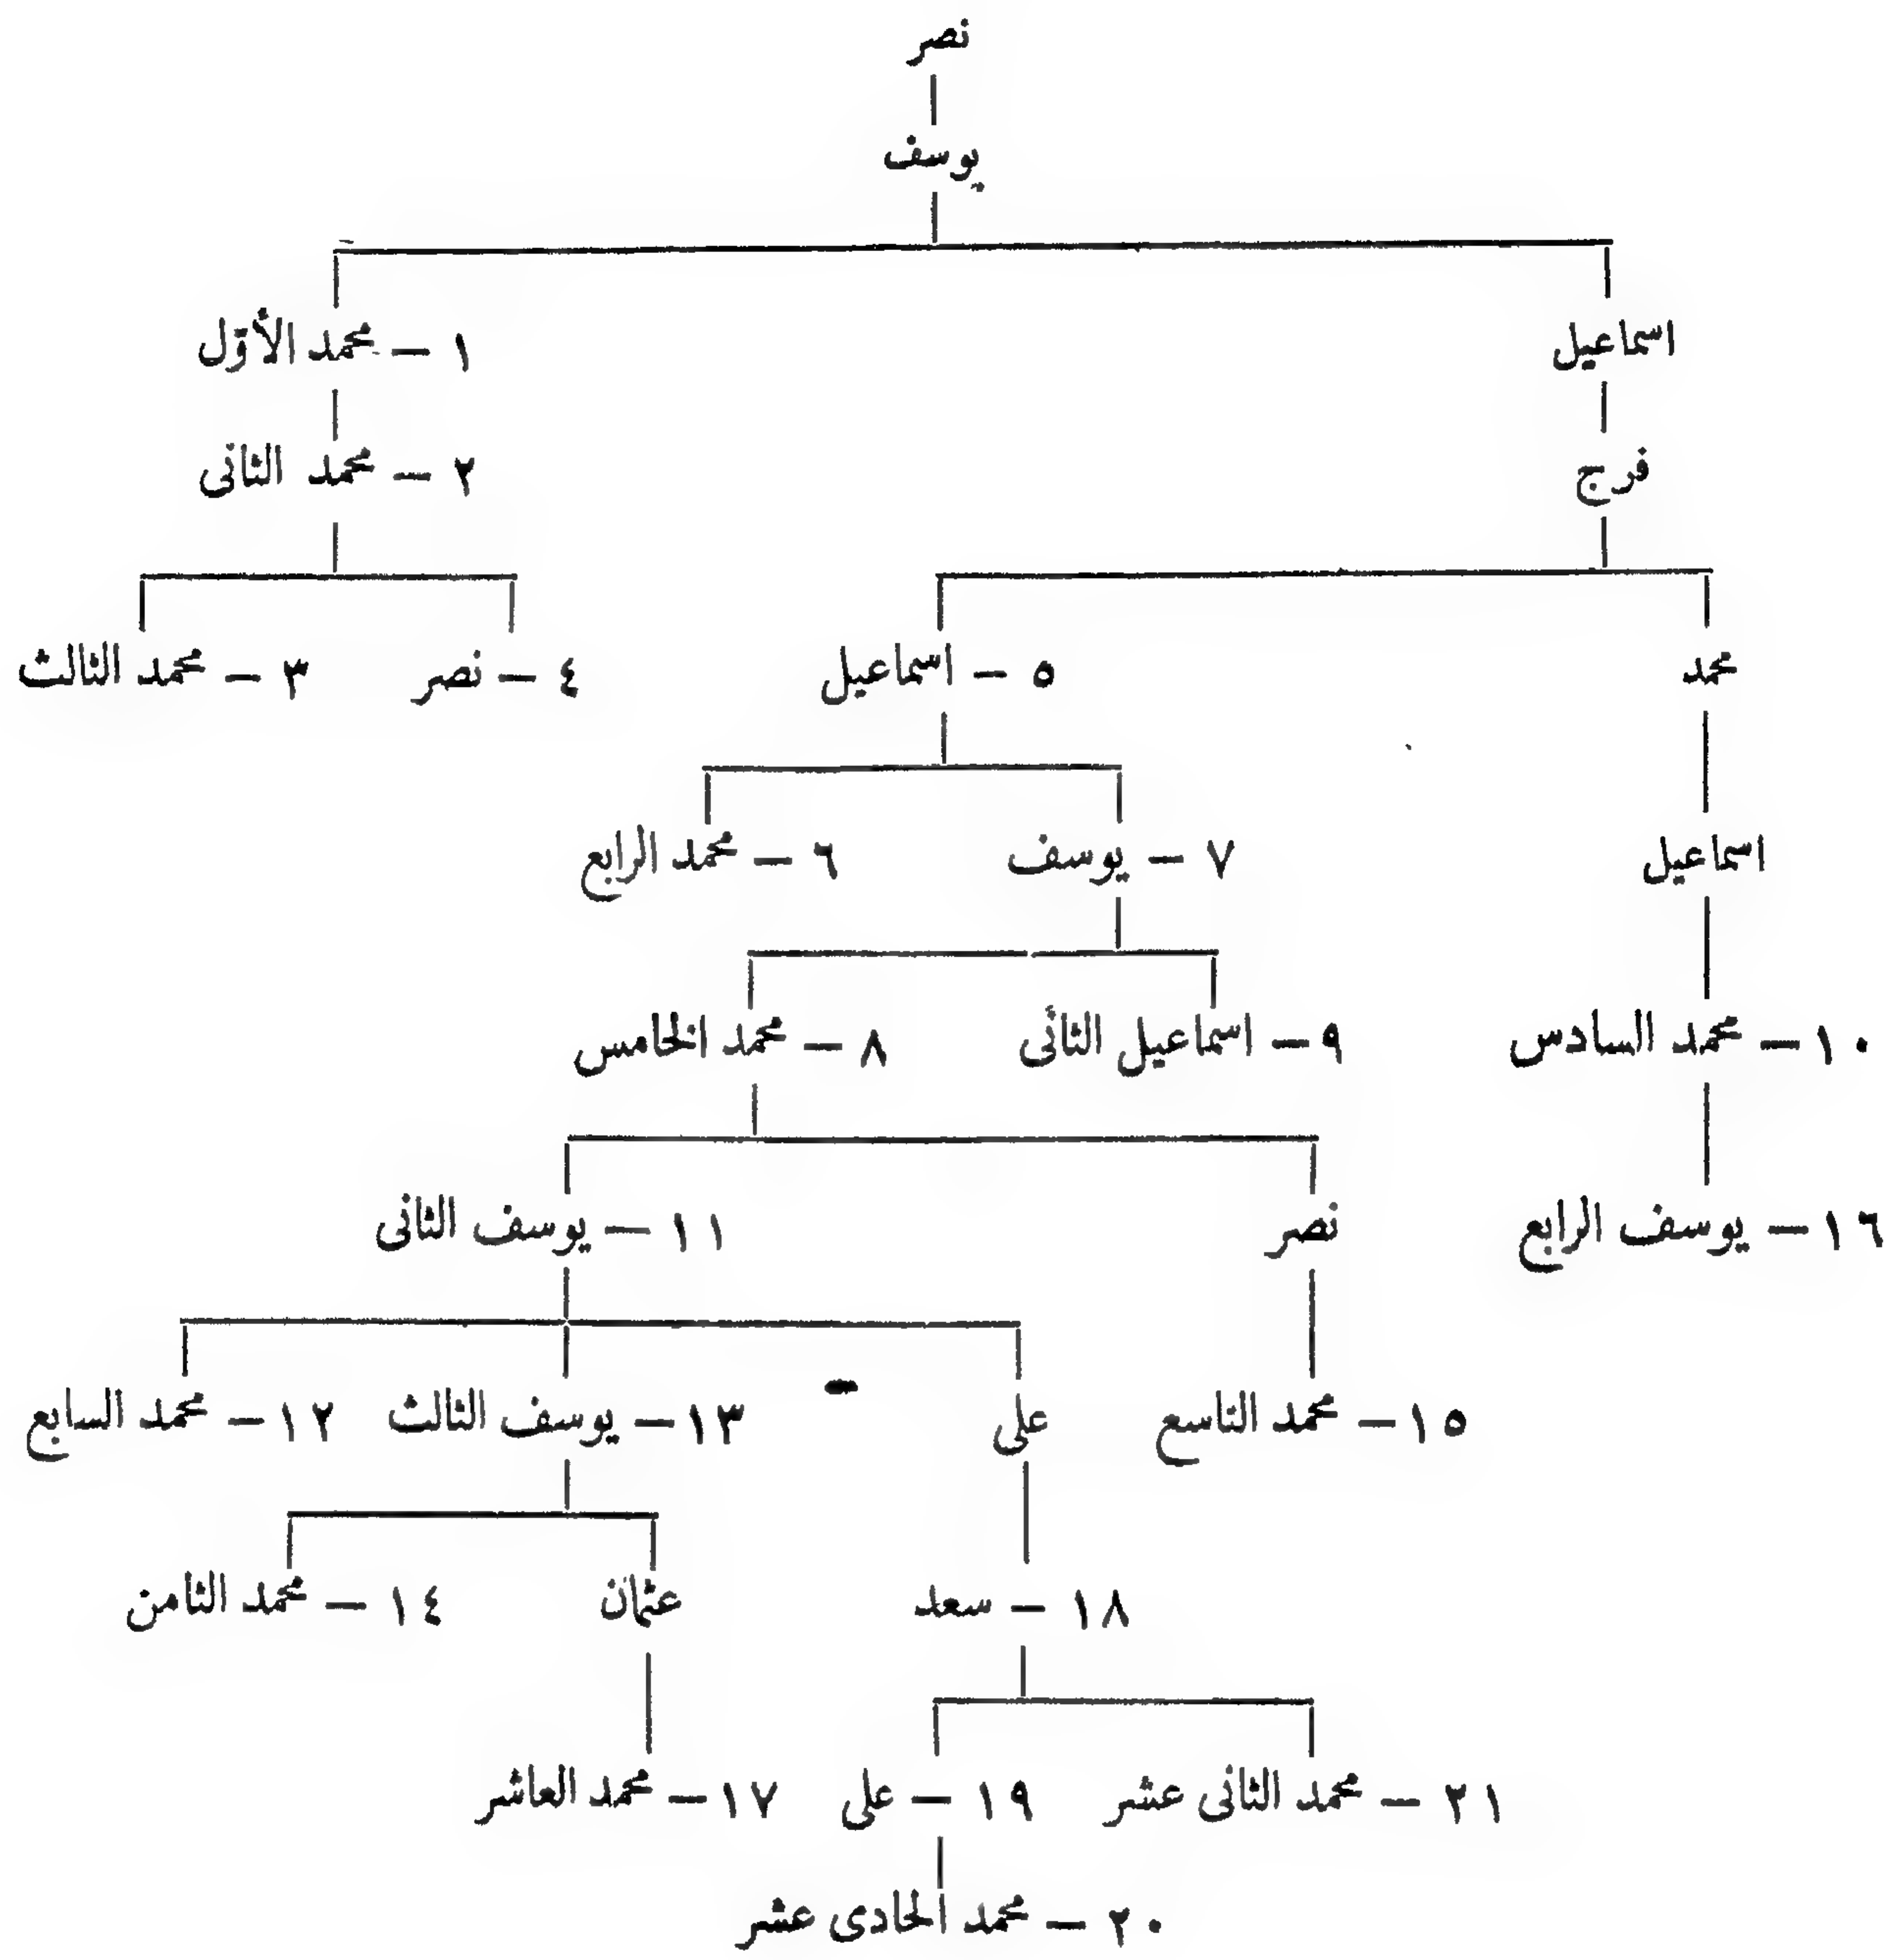 نصر
يوسف
اسماعيل
١ - محمد الأوّل
فرج
٢ - محمد الثانى
محمد
٥ - اسماعيل
٤ - نصر
٣ - محمد الثالث
اسماعيل
٧ - يوسف
٦ - محمد الرابع
١٠ - محمد السادس
٩ - اسماعيل الثانى
٨ - محمد الخامس
١٦ - يوسف الرابع
نصر
١١ - يوسف الثانى
١٥ - محمد التاسع
على
١٣ - يوسف الثالث
١٢ - محمد السابع
١٨ - سعد
عثمان
١٤ - محمد الثامن
٢١ - محمد الثانى عشر
١٩ - على
١٧ - محمد العاشر
٢٠ - محمد الحادى عشر